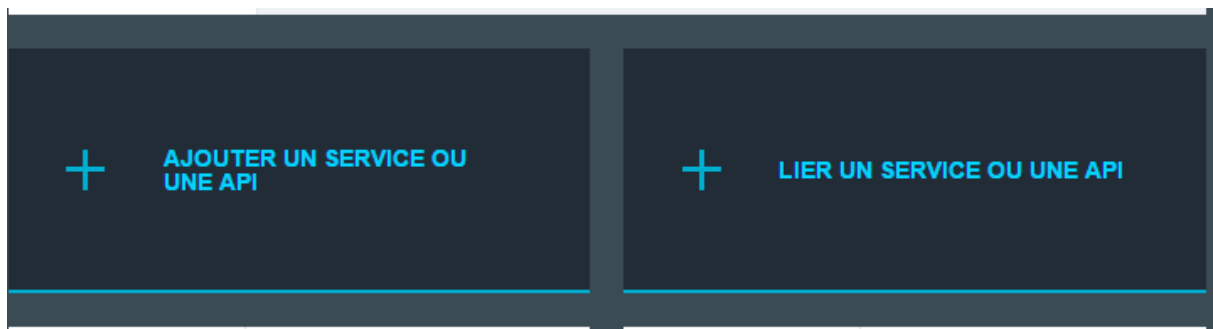 AJOUTER UN SERVICE OU
UNE API
LIER UN SERVICE OU UNE API